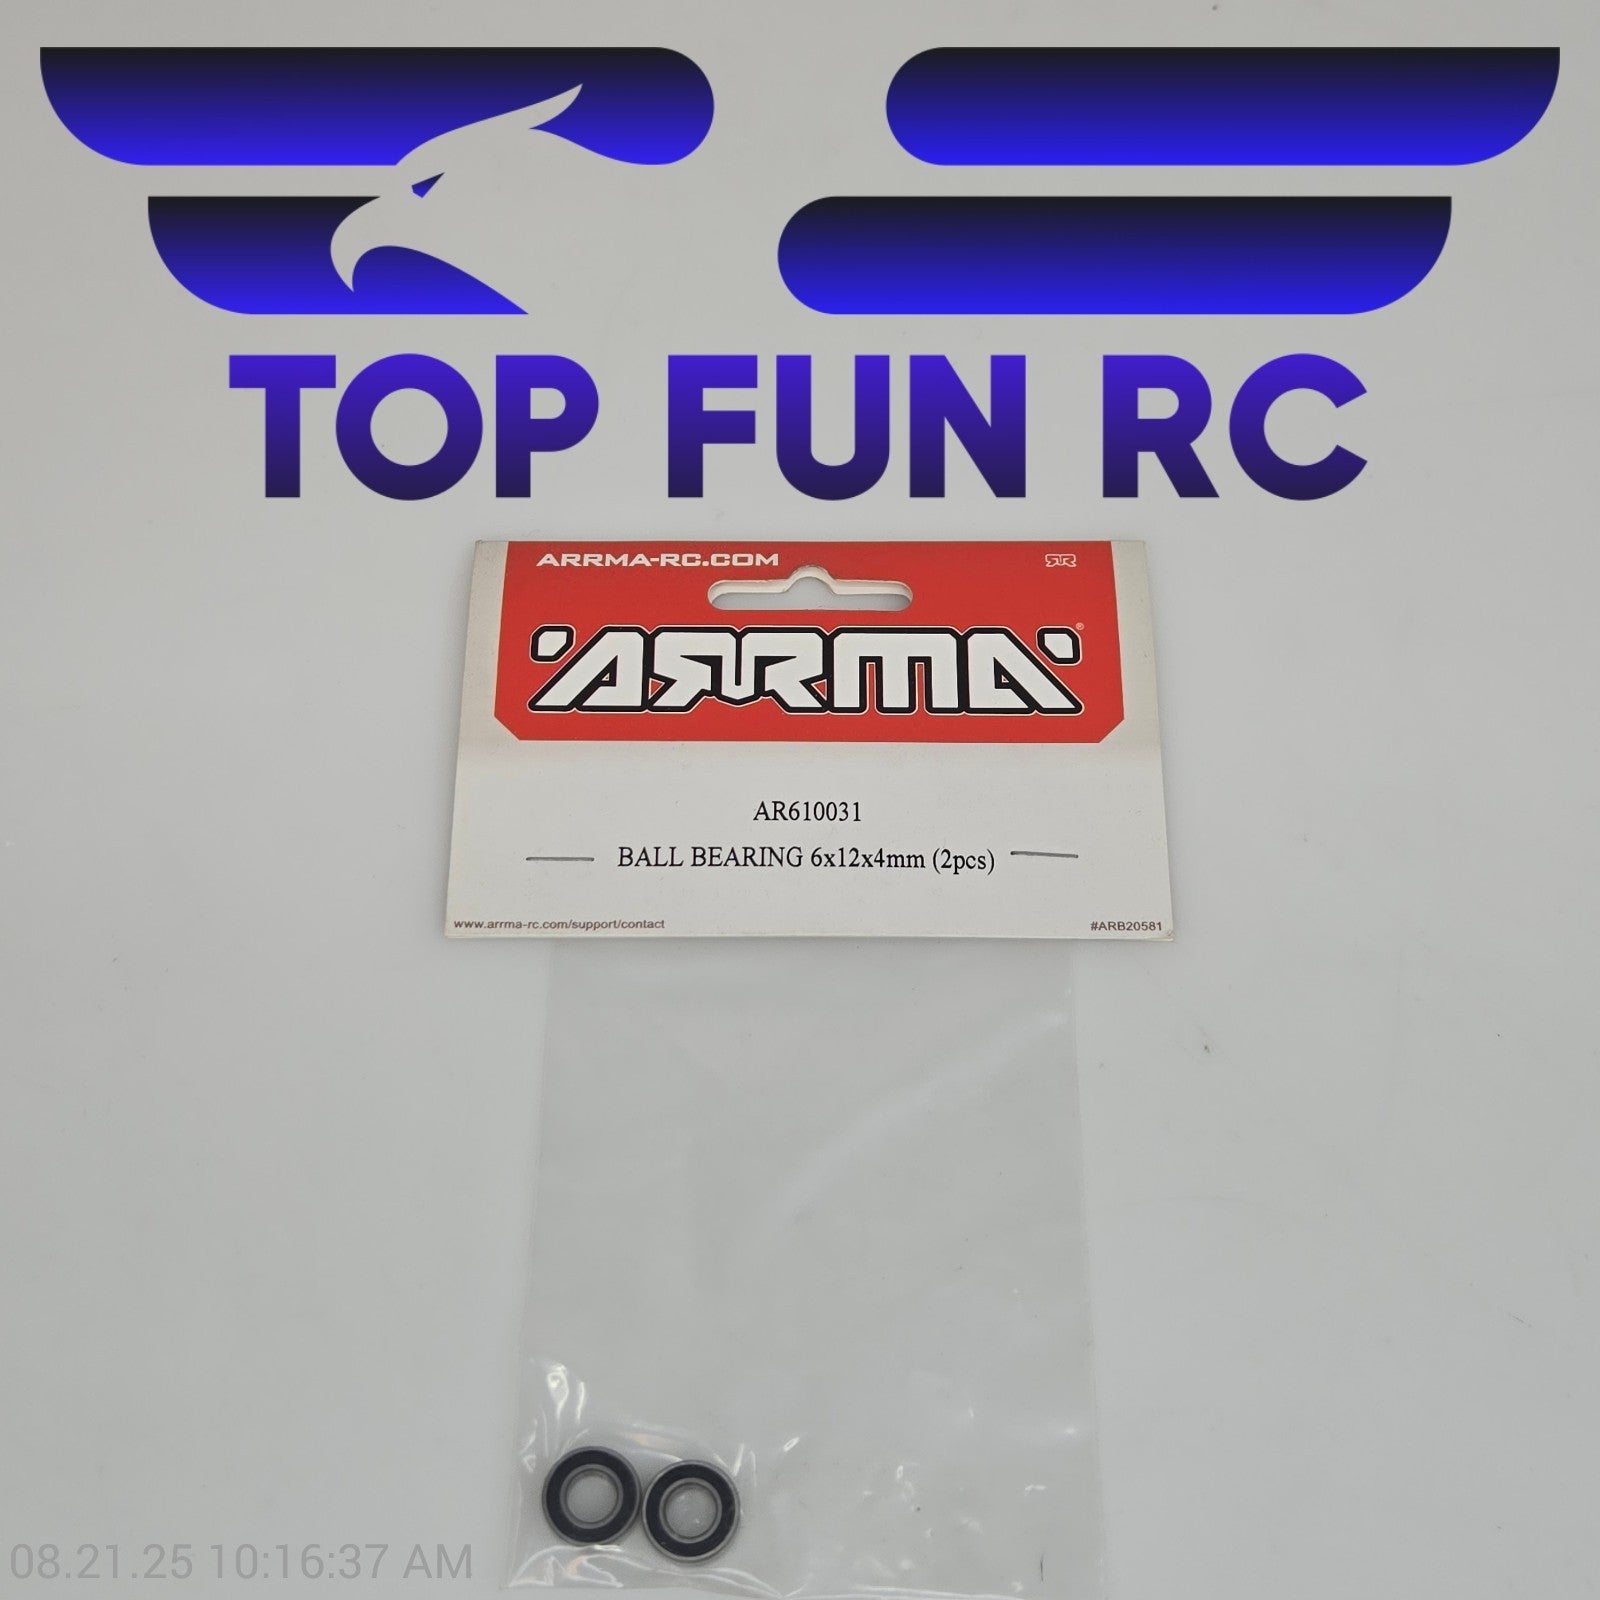 TOP FUN RC
ARRMA-RC.COM
ARRMA®
AR610031
BALL BEARING 6x12x4mm (2pcs)
www.arrma-rc.com/support/contact
#ARB20581
08.21.25 10:16:37 AM